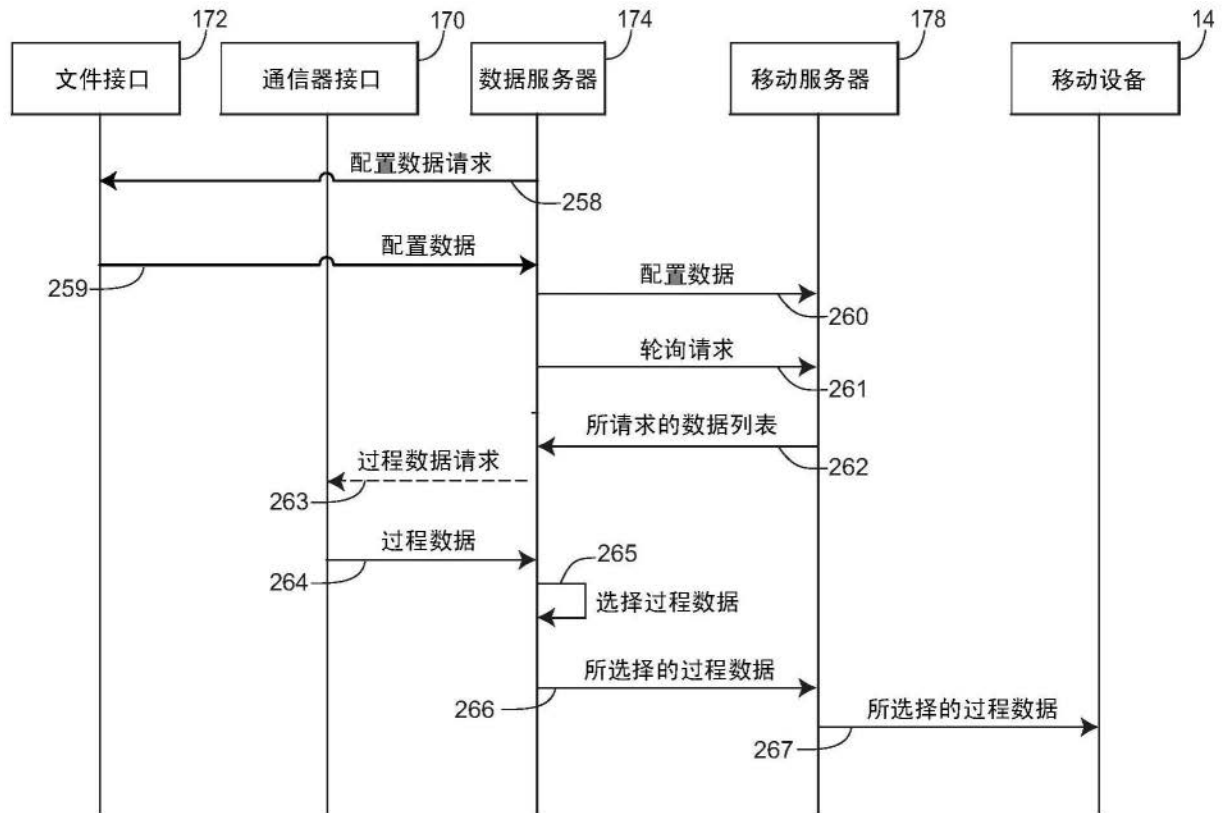 172
170
174
178
14
文件接口
通信器接口
数据服务器
移动服务器
移动设备
配置数据请求
258
配置数据
259
配置数据
260
轮询请求
261
所请求的数据列表
262
过程数据请求
263
过程数据
264
265
选择过程数据
所选择的过程数据
266
所选择的过程数据
267